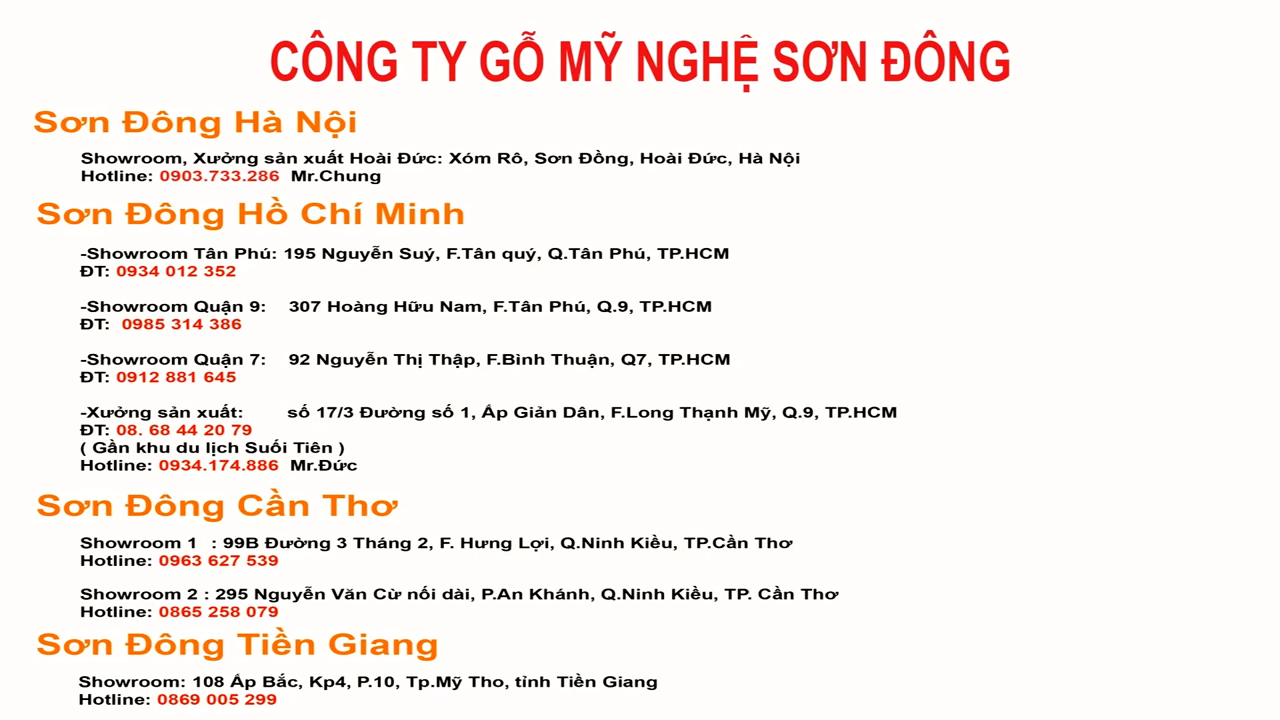 CÔNG TY GỖ MỸ NGHỆ SƠN ĐÔNG
Sơn Đông Hà Nội
Showroom, Xưởng sản xuất Hoài Đức: Xóm Rô, Sơn Đồng, Hoài Đức, Hà Nội
Hotline: 0903.733.286 Mr.Chung
Sơn Đông Hồ Chí Minh
-Showroom Tân Phú: 195 Nguyễn Suý, F.Tân quý, Q.Tân Phú, TP.HCM
ĐT: 0934 012 352
-Showroom Quận 9: 307 Hoàng Hữu Nam, F.Tân Phú, Q.9, TP.HCM
ĐT: 0985 314 386
-Showroom Quận 7: 92 Nguyễn Thị Thập, F.Bình Thuận, Q7, TP.HCM
ĐT: 0912 881 645
-Xưởng sản xuất: số 17/3 Đường số 1, Ấp Giản Dân, F.Long Thạnh Mỹ, Q.9, TP.HCM
ĐT: 08. 68 44 20 79
( Gần khu du lịch Suối Tiên )
Hotline: 0934.174.886 Mr.Đức
Sơn Đông Cần Thơ
Showroom 1 : 99B Đường 3 Tháng 2, F. Hưng Lợi, Q.Ninh Kiều, TP.Cần Thơ
Hotline: 0963 627 539
Showroom 2 : 295 Nguyễn Văn Cừ nối dài, P.An Khánh, Q.Ninh Kiều, TP. Cần Thơ
Hotline: 0865 258 079
Sơn Đông Tiền Giang
Showroom: 108 Ấp Bắc, Kp4, P.10, Tp.Mỹ Tho, tỉnh Tiền Giang
Hotline: 0869 005 299